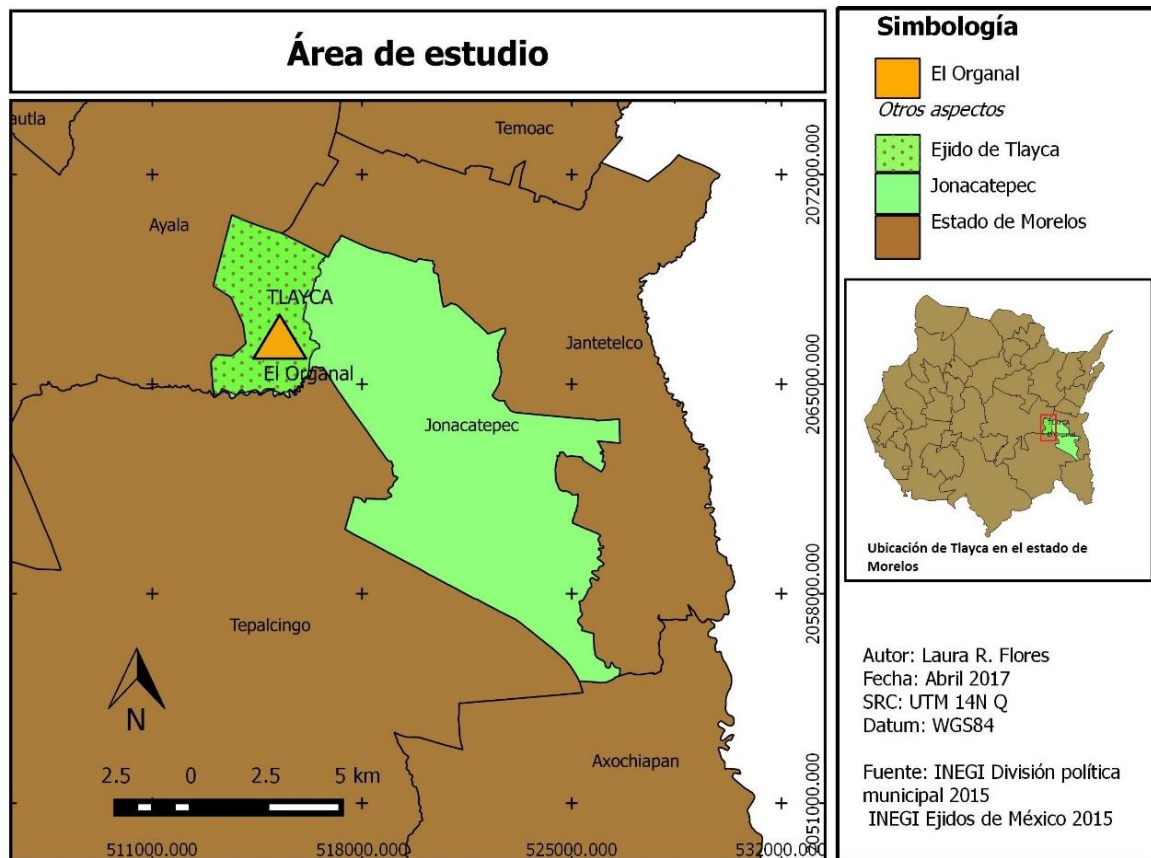 Área de estudio
Simbología
El Organal
Otros aspectos
Ejido de Tlayca
Jonacatepec
Estado de Morelos
autla
Temoac
Ayala
TLAYCA
El Organal
Jantetelco
Jonacatepec
Tepalcingo
Axochiapan
N
2.5 0 2.5 5 km
511000.000 518000.000 525000.000 532000.000
2072000.000
2065000.000
2058000.000
2051000.000
TLAYCA
El Organal
Ubicación de Tlayca en el estado de
Morelos
Autor: Laura R. Flores
Fecha: Abril 2017
SRC: UTM 14N Q
Datum: WGS84
Fuente: INEGI División política
municipal 2015
INEGI Ejidos de México 2015